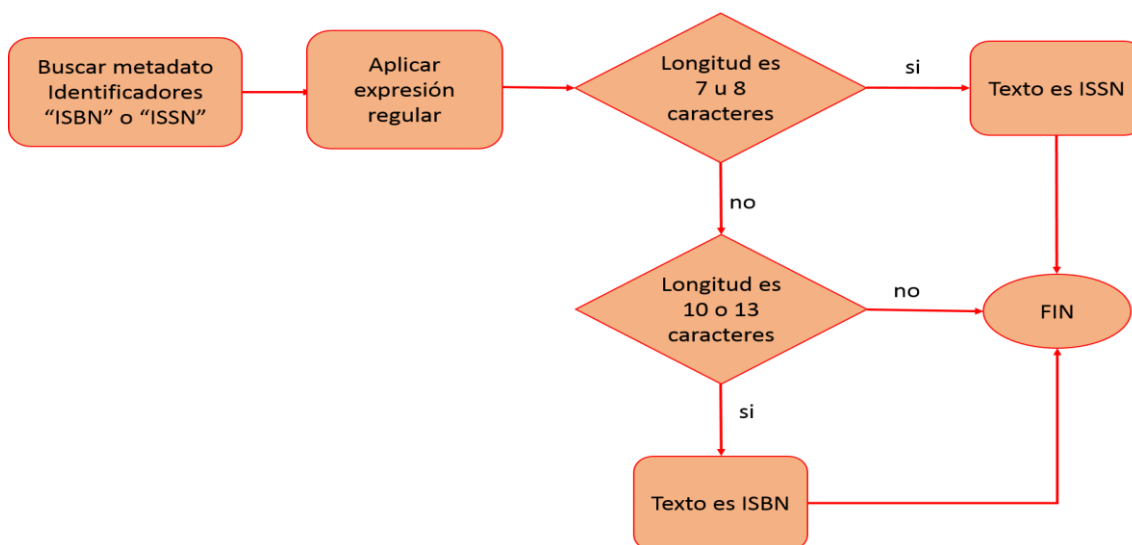 Buscar metadato
Identificadores
“ISBN” o “ISSN”
Aplicar
expresión
regular
Longitud es
7 u 8
caracteres
si
Texto es ISSN
no
Longitud es
10 o 13
caracteres
no
FIN
si
Texto es ISBN